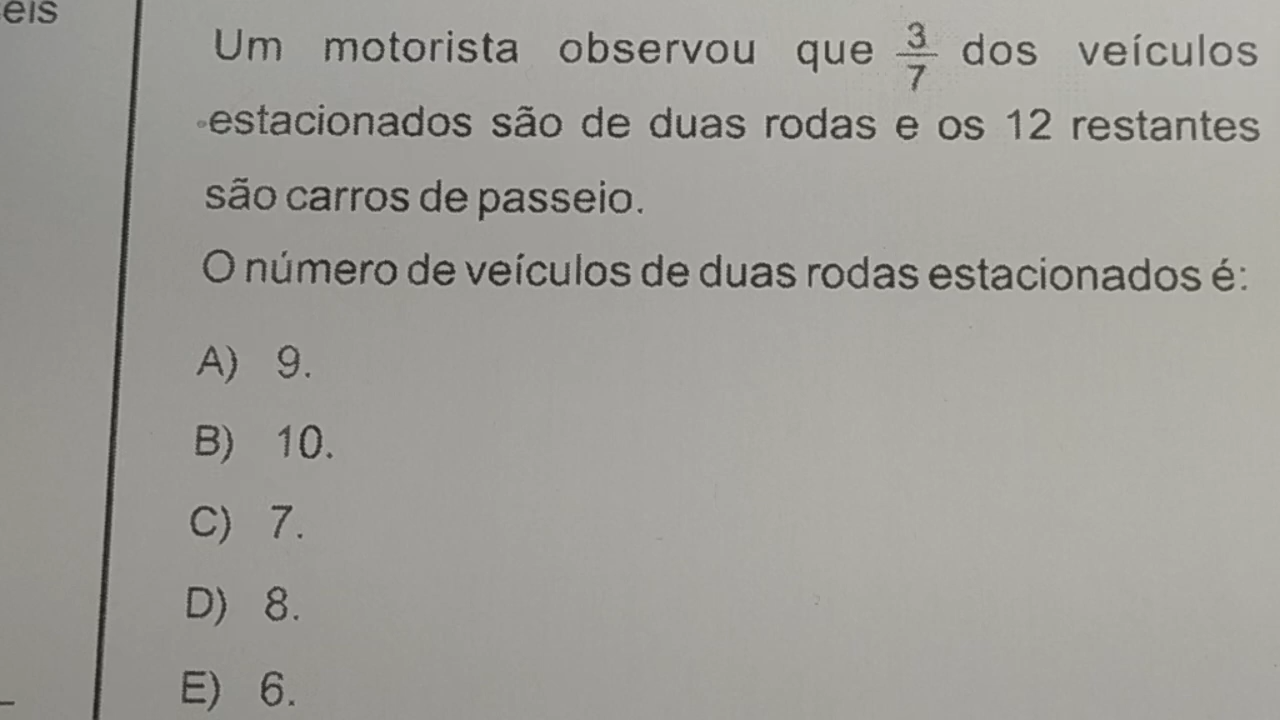 eis
Um motorista observou que 3/7 dos veículos
estacionados são de duas rodas e os 12 restantes
são carros de passeio.
O número de veículos de duas rodas estacionados é:
A) 9.
B) 10.
C) 7.
D) 8.
E) 6.